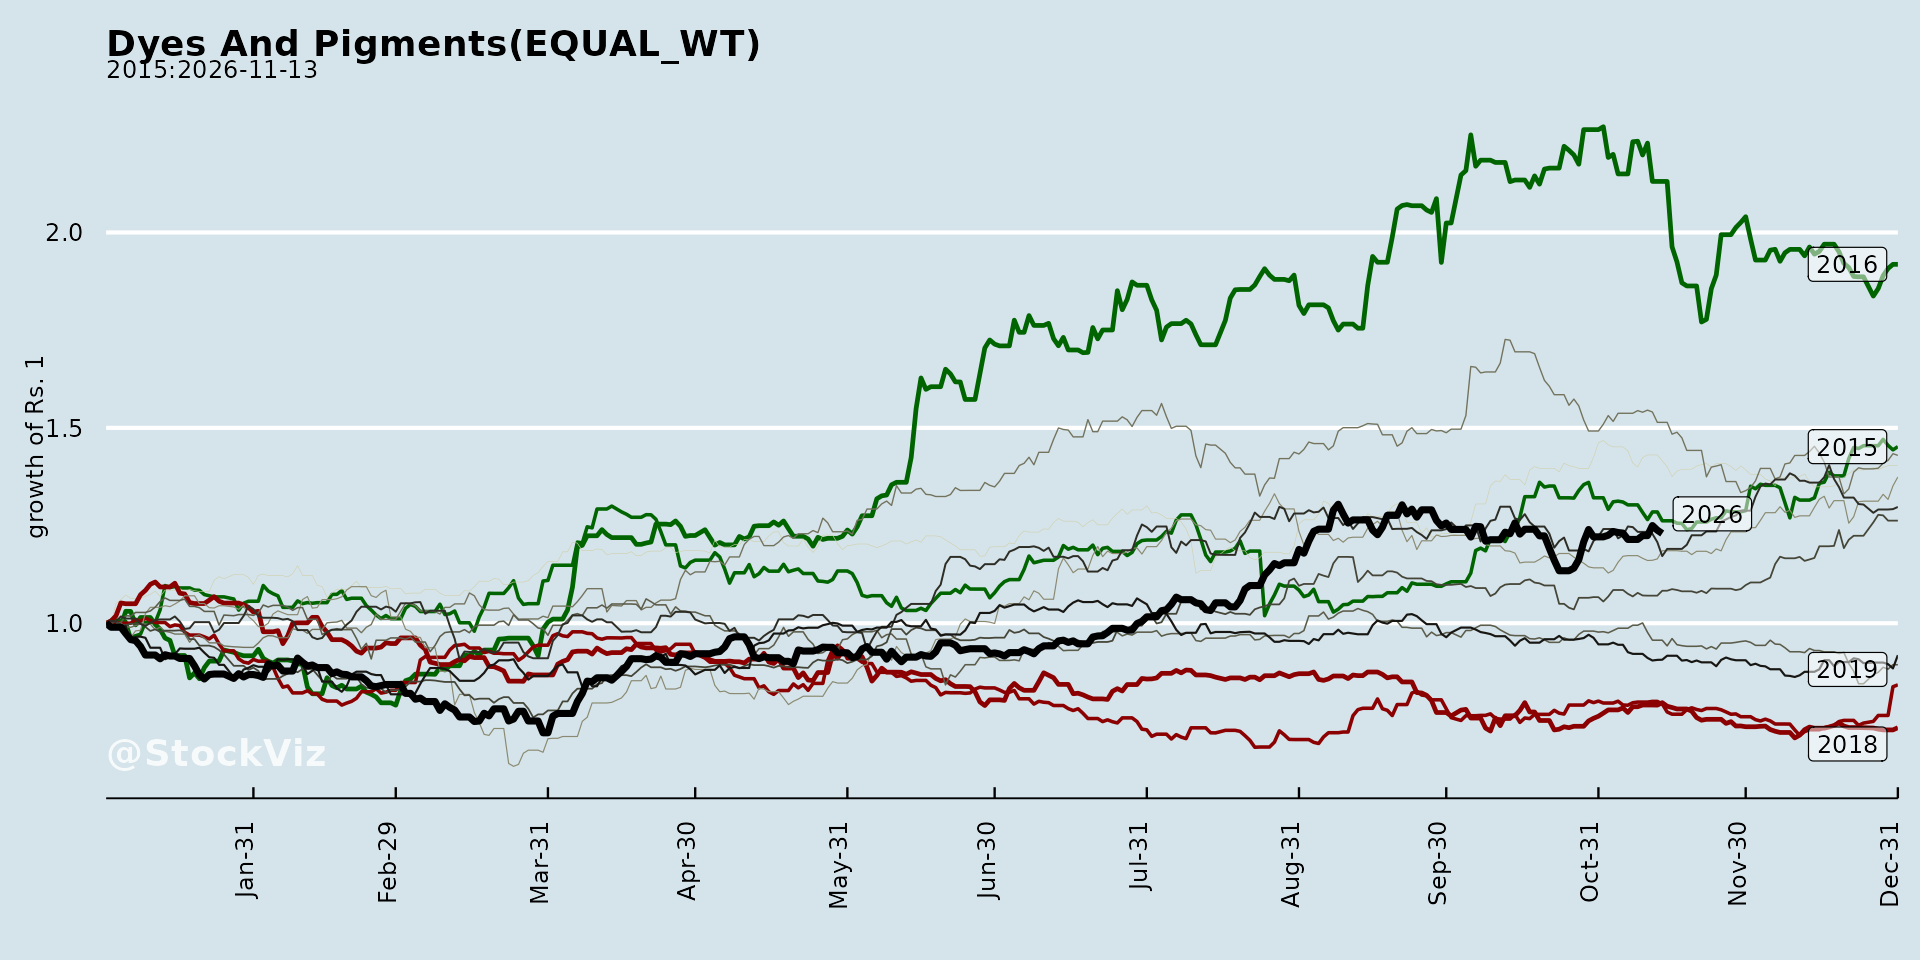 Dyes And Pigments(EQUAL_WT)
2015:2026-11-13
growth of Rs. 1
2.0
1.5
1.0
2016
2015
2026
2019
2018
@StockViz
Jan-31
Feb-29
Mar-31
Apr-30
May-31
Jun-30
Jul-31
Aug-31
Sep-30
Oct-31
Nov-30
Dec-31